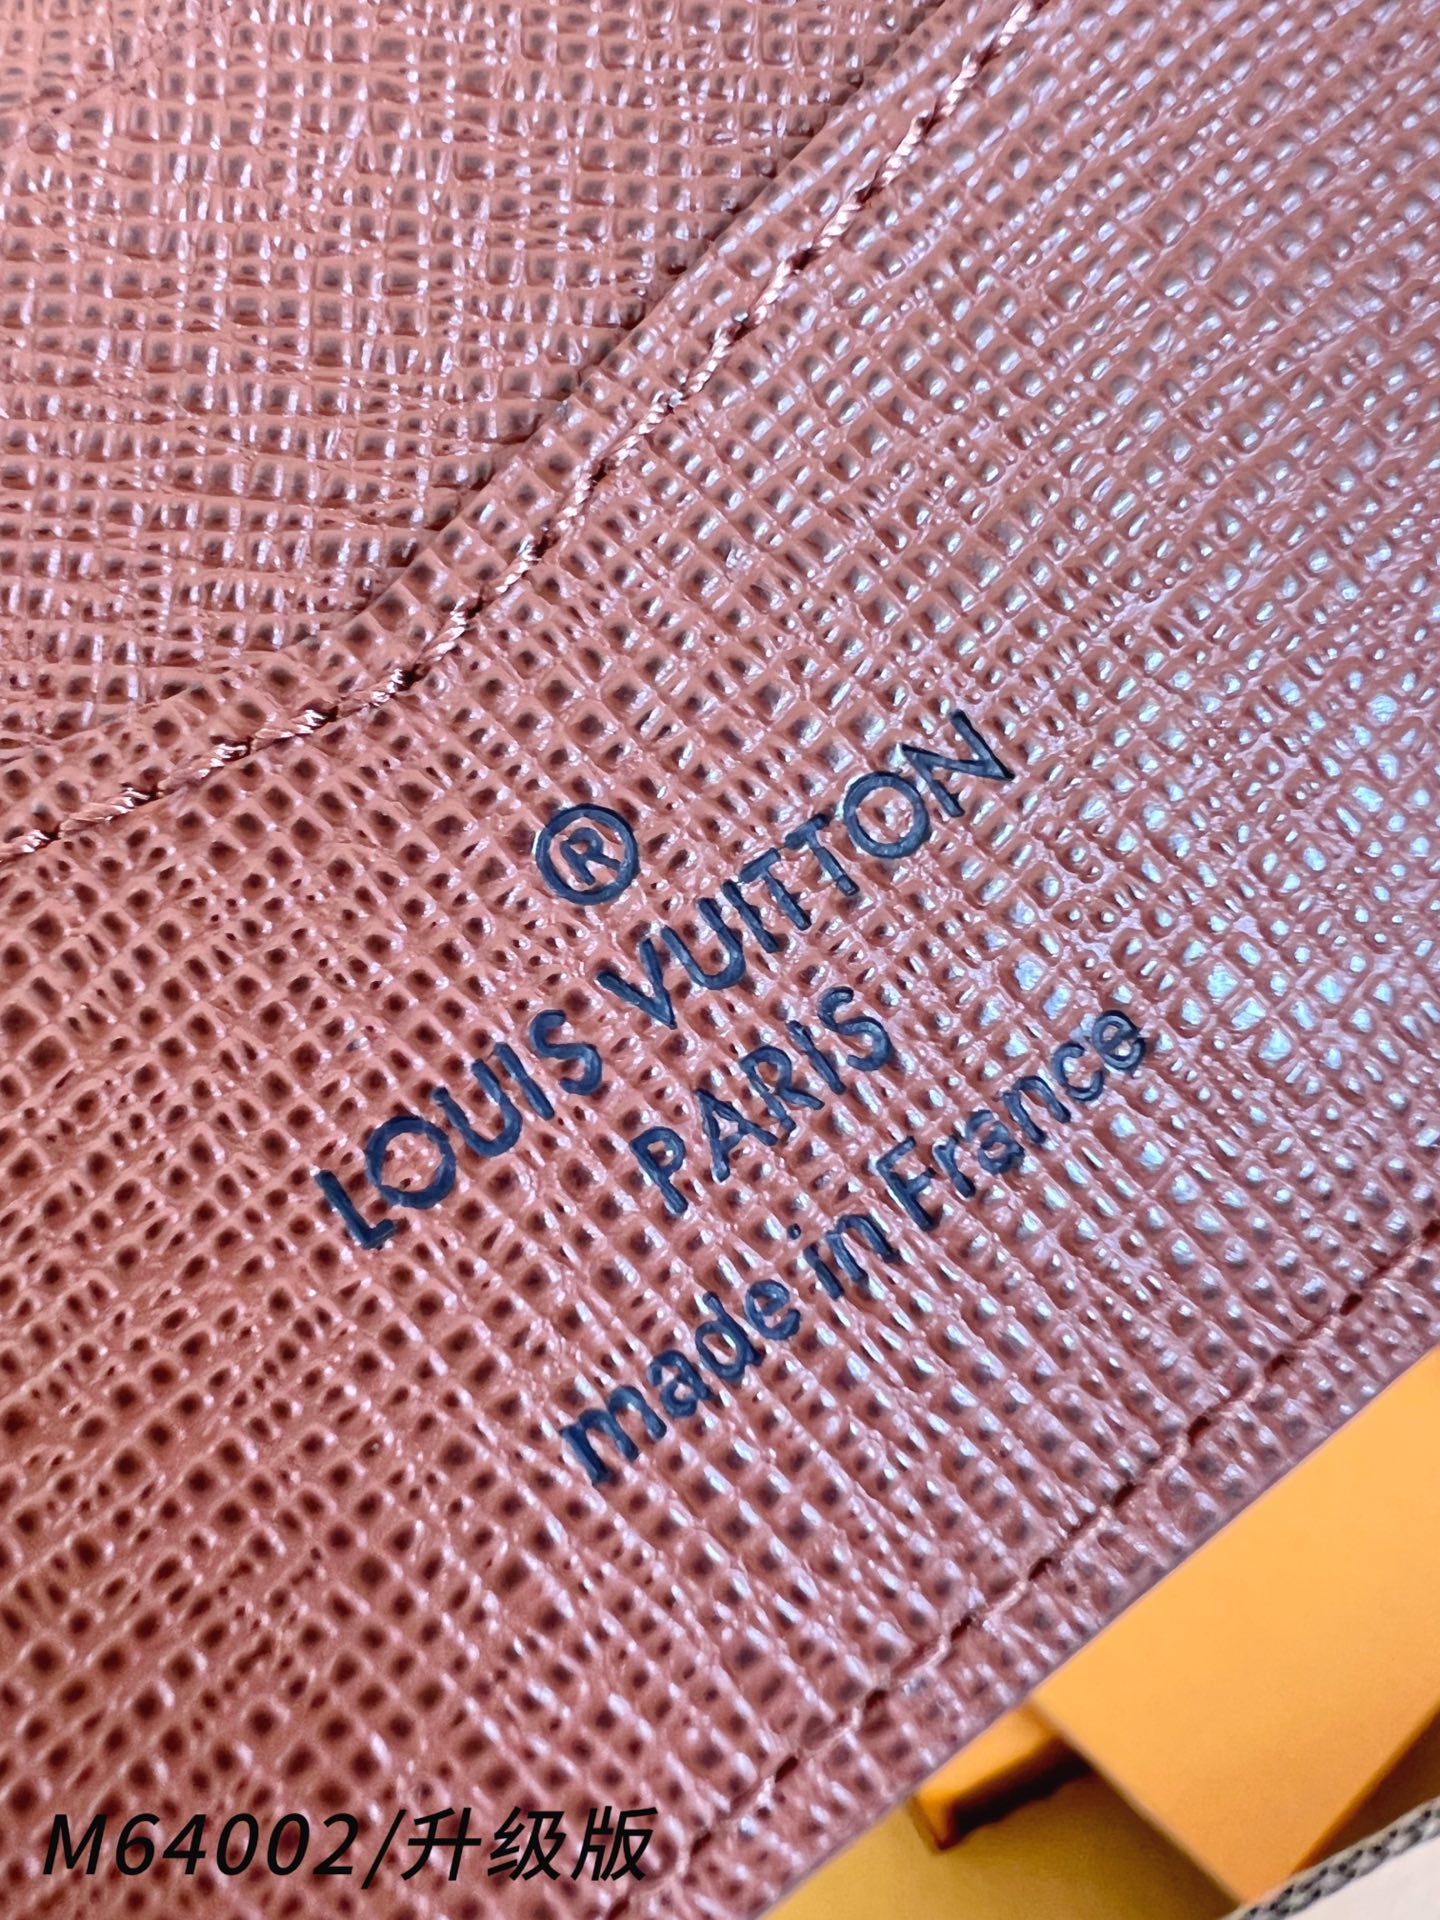 ®
LOUIS VUITTON
PARIS
made in France
M64002/升级版